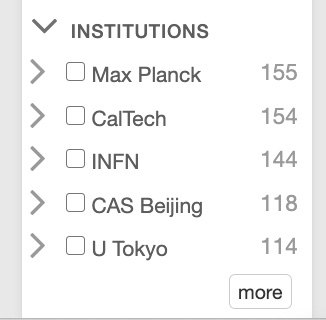 INSTITUTIONS
Max Planck 155
CalTech 154
INFN 144
CAS Beijing 118
U Tokyo 114
more